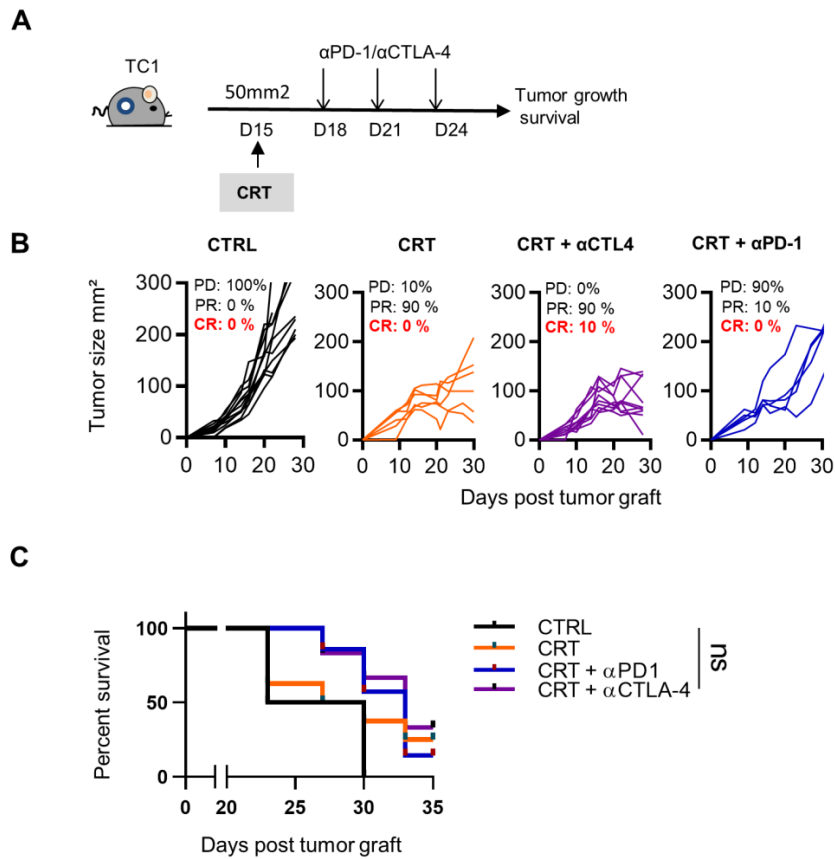 A
TC1
αPD-1/αCTLA-4
50mm2
Tumor growth
survival
D15
D18
D21
D24
CRT
B
CTRL
CRT
CRT + αCTL4
CRT + αPD-1
Tumor size mm²
300
200
100
0
0
10
20
30
PD: 100%
PR: 0 %
CR: 0 %
300
200
100
0
0
10
20
30
PD: 10%
PR: 90 %
CR: 0 %
300
200
100
0
0
10
20
30
PD: 0%
PR: 90 %
CR: 10 %
300
200
100
0
0
10
20
30
PD: 90%
PR: 10 %
CR: 0 %
Days post tumor graft
C
Percent survival
100
50
0
0
20
25
30
35
Days post tumor graft
CTRL
CRT
CRT + αPD1
CRT + αCTLA-4
ns